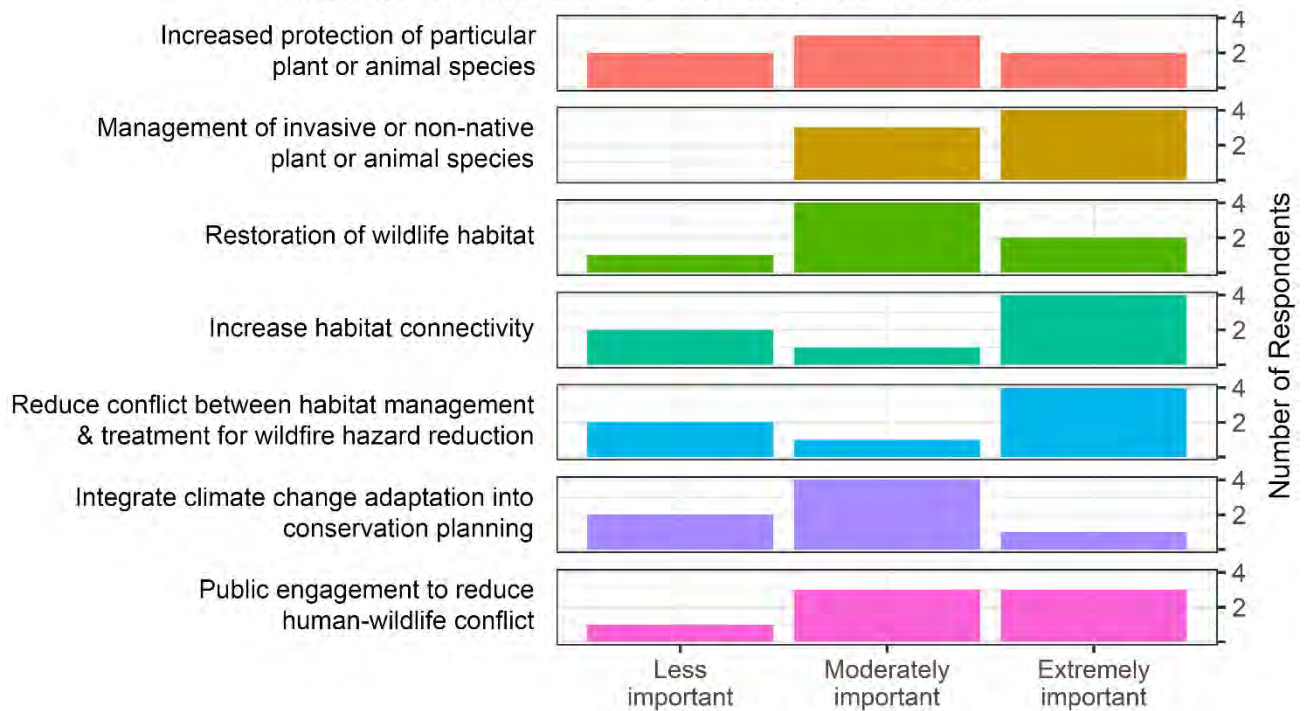 Increased protection of particular
plant or animal species
4
2
Management of invasive or non-native
plant or animal species
4
2
Restoration of wildlife habitat
4
2
Increase habitat connectivity
4
2
Reduce conflict between habitat management
& treatment for wildfire hazard reduction
4
2
Integrate climate change adaptation into
conservation planning
4
2
Public engagement to reduce
human-wildlife conflict
4
2
Number of Respondents
Less
important
Moderately
important
Extremely
important